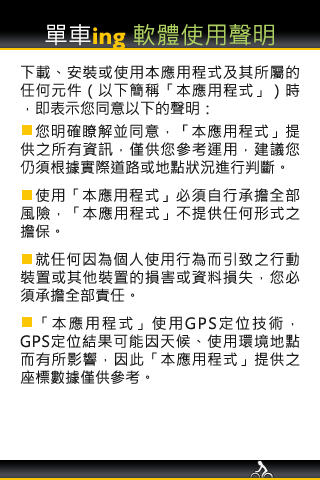 單車ing 軟體使用聲明
下載、安裝或使用本應用程式及其所屬的
任何元件（以下簡稱「本應用程式」）時
，即表示您同意以下的聲明：
您明確瞭解並同意，「本應用程式」提
供之所有資訊，僅供您參考運用，建議您
仍須根據實際道路或地點狀況進行判斷。
使用「本應用程式」必須自行承擔全部
風險，「本應用程式」不提供任何形式之
擔保。
就任何因為個人使用行為而引致之行動
裝置或其他裝置的損害或資料損失，您必
須承擔全部責任。
「本應用程式」使用GPS定位技術，
GPS定位結果可能因天候、使用環境地點
而有所影響，因此「本應用程式」提供之
座標數據僅供參考。